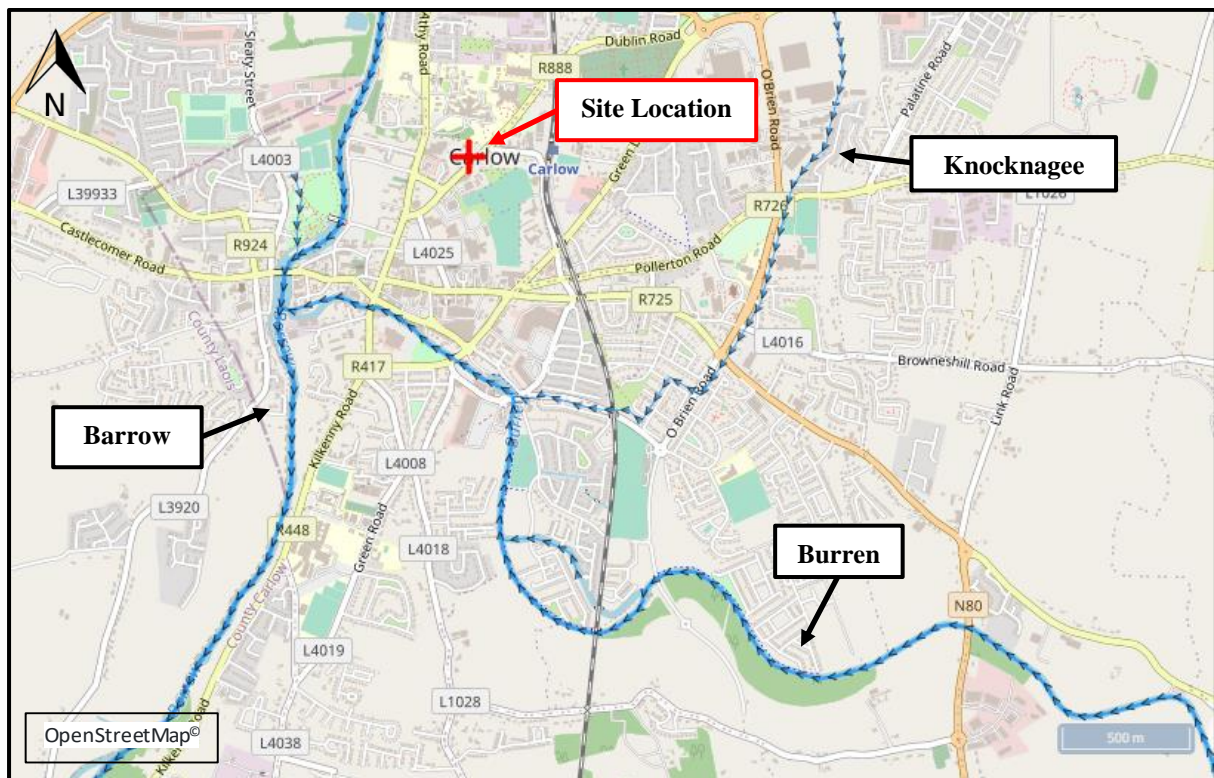 Sleaty Street
Athy Road
Dublin Road
R888
O'Brien Road
Palatine Road
N
Site Location
Carlow
Carlow
L4003
Knocknagee
L39933
L1026
R726
Castlecomer Road
R924
L4025
Pollerton Road
R725
County Laois
L4016
Browneshill Road
R417
O Brien Road
Link Road
Barrow
Kilkenny Road
L4008
L3920
R448
Green Road
L4018
Burren
County Carlow
N80
L4019
L1028
OpenStreetMap©
L4038
500 m